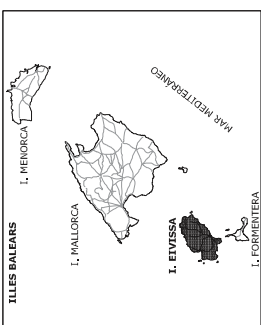 ILLES BALEARS
I. MENORCA
I. MALLORCA
MAR MEDITERRÁNEO
I. EIVISSA
I. FORMENTERA